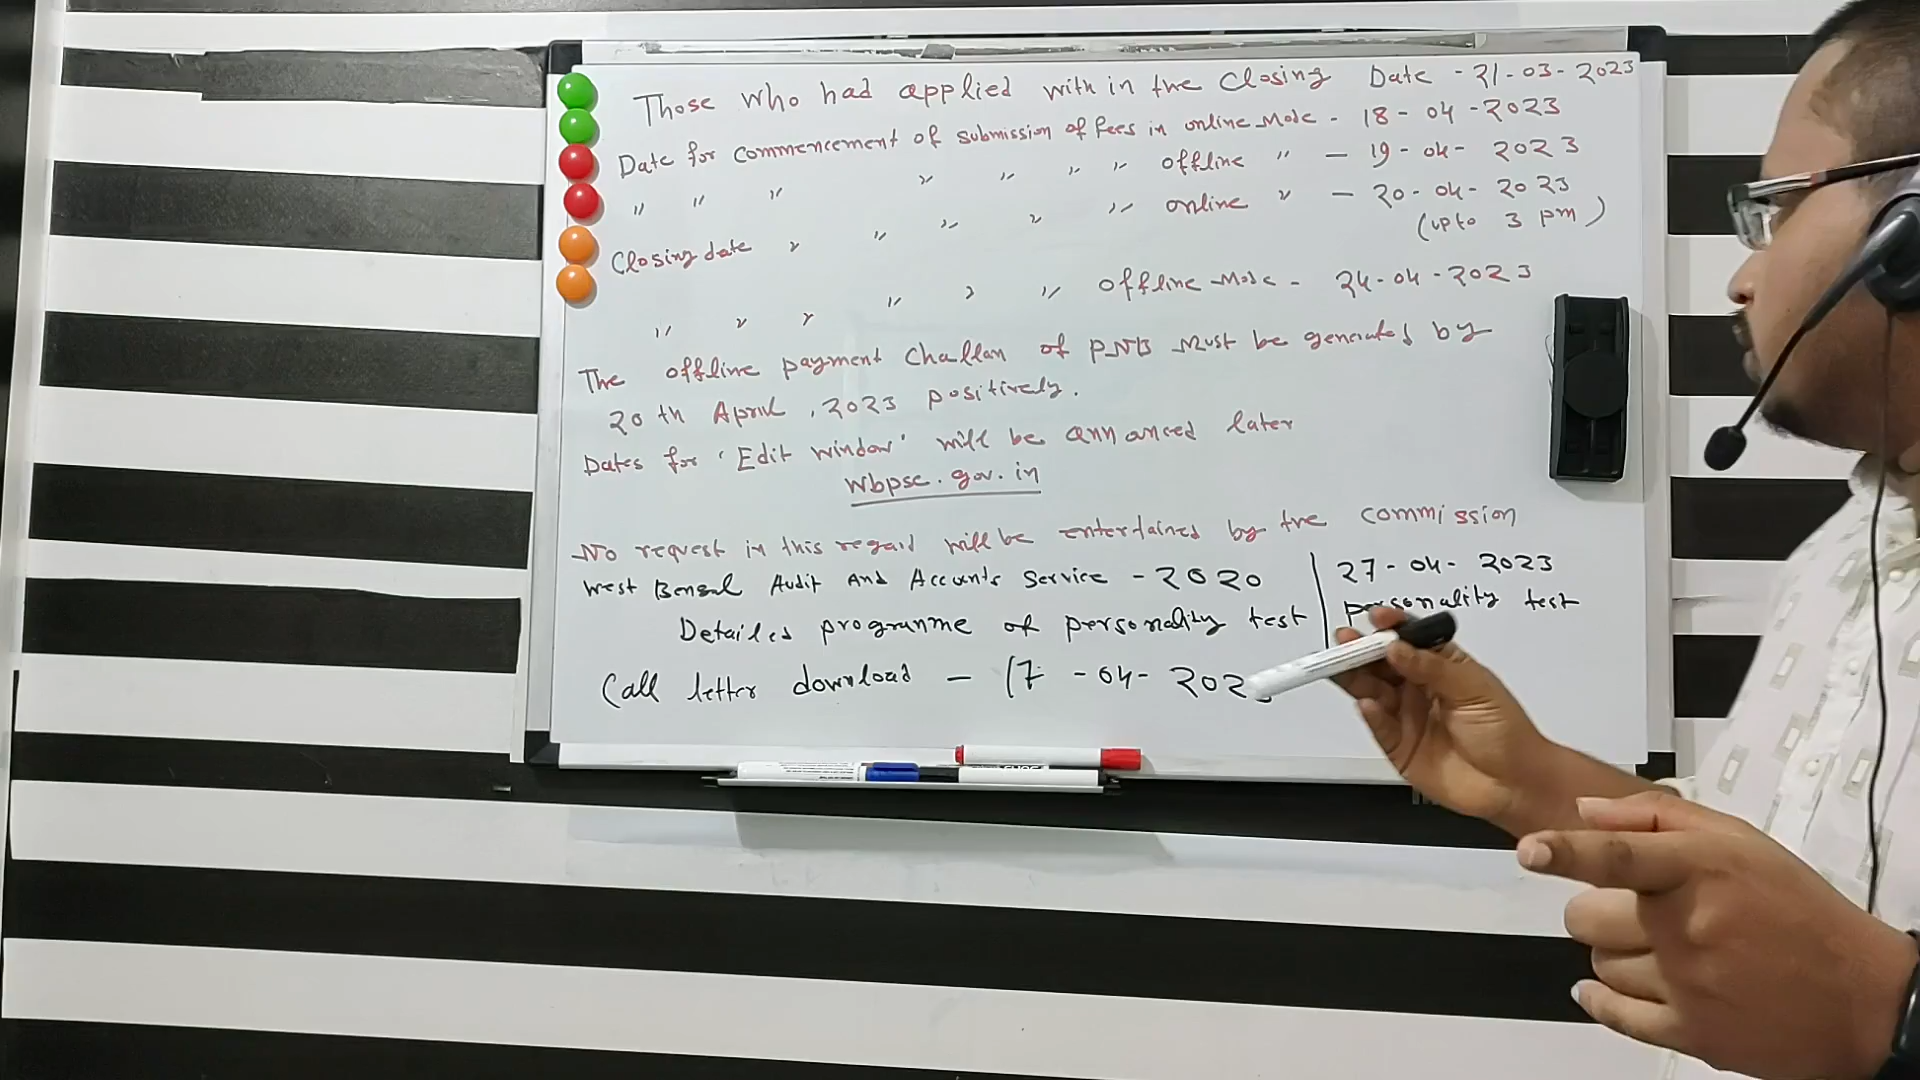 Those who had applied with in the Closing Date - 21-03-2023
Date for commencement of submission of fees in online Mode - 18-04-2023
" " " " " " " offline " - 19-04-2023
Closing date " " " " " online " - 20-04-2023
(upto 3 pm)
" " " " " " offline Mode - 24-04-2023
The offline payment Challan of PNB Must be generated by
20th April, 2023 positively.
Dates for 'Edit window' will be annanced later
wbpsc.gov.in
No request in this regard will be entertained by the commission
West Bengal Audit And Accounts Service - 2020
Detailed programme of personality test
27-04-2023
personality test
Call letter download - 17-04-2023